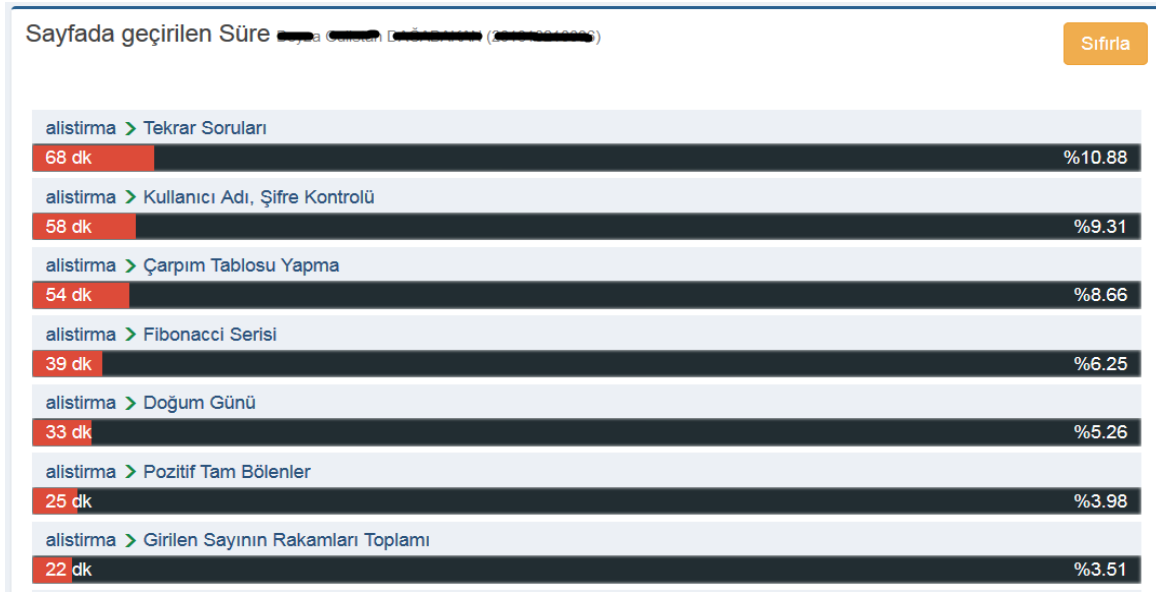 Sayfada geçirilen Süre
Sıfırla
alistirma > Tekrar Soruları
68 dk %10.88
alistirma > Kullanıcı Adı, Şifre Kontrolü
58 dk %9.31
alistirma > Çarpım Tablosu Yapma
54 dk %8.66
alistirma > Fibonacci Serisi
39 dk %6.25
alistirma > Doğum Günü
33 dk %5.26
alistirma > Pozitif Tam Bölenler
25 dk %3.98
alistirma > Girilen Sayının Rakamları Toplamı
22 dk %3.51